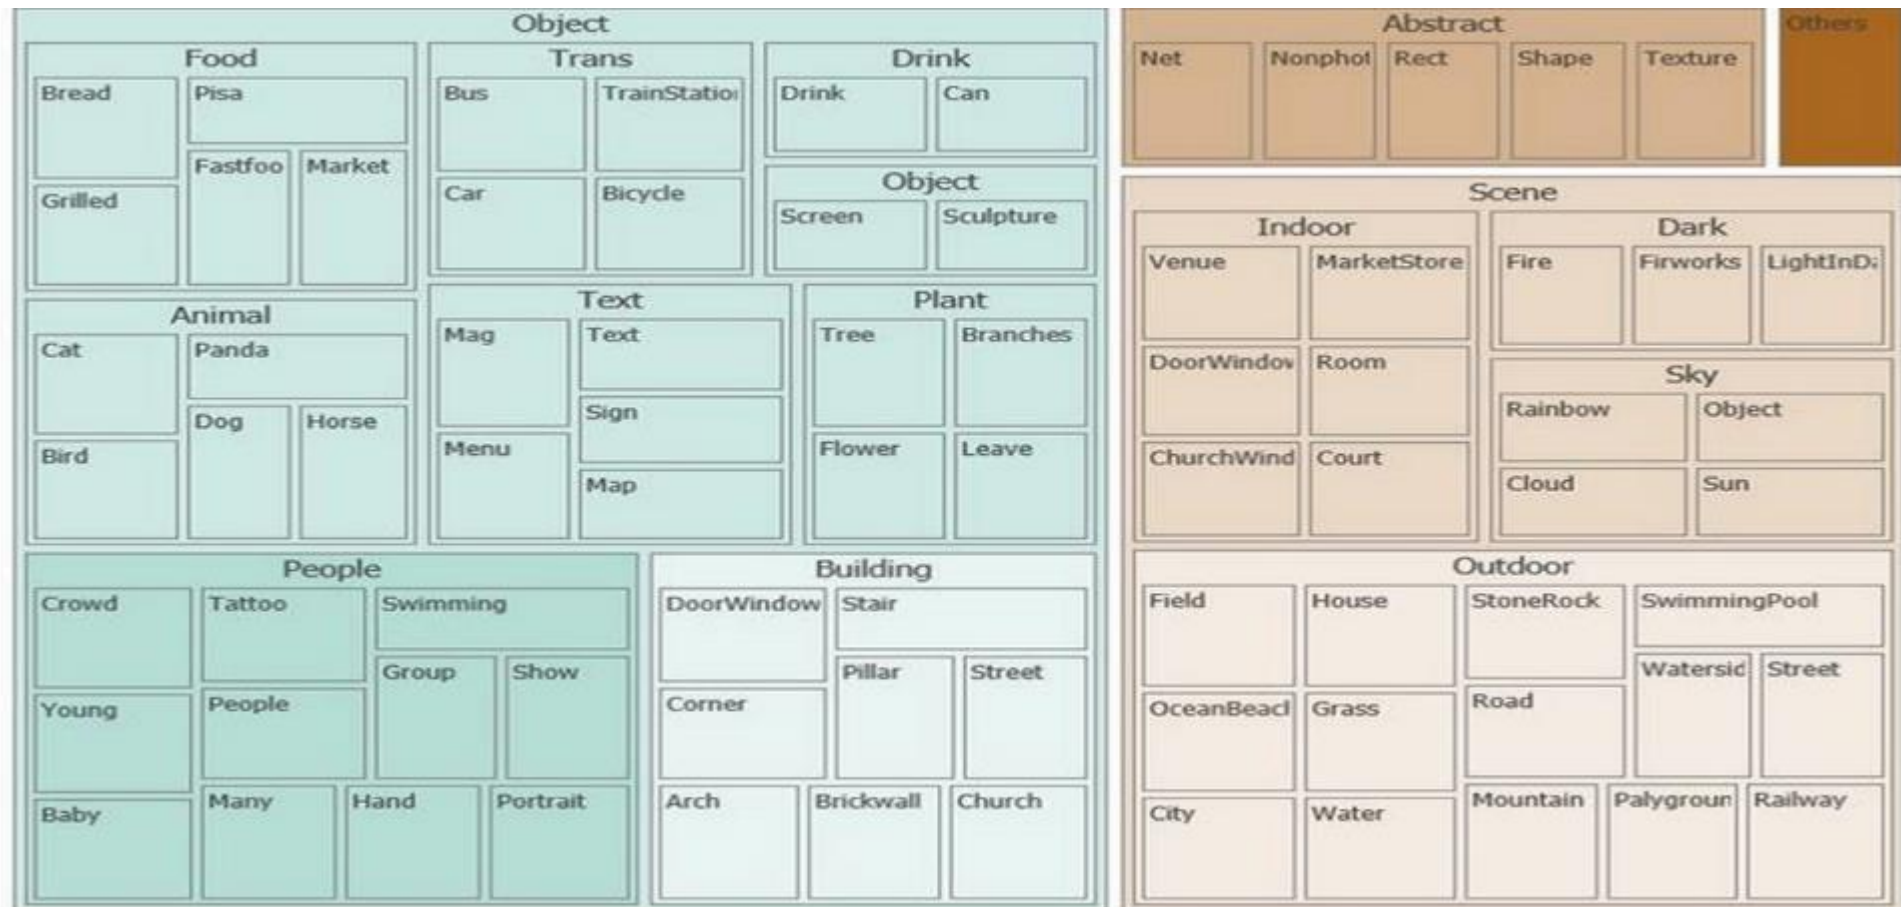 Object
Food
Bread
Pisa
Fastfoo
Market
Grilled
Trans
Bus
TrainStatio
Car
Bicycle
Drink
Drink
Can
Object
Screen
Sculpture
Animal
Cat
Panda
Dog
Horse
Bird
Text
Mag
Text
Sign
Menu
Map
Plant
Tree
Branches
Flower
Leave
People
Crowd
Tattoo
Swimming
Group
Show
Young
People
Baby
Many
Hand
Portrait
Building
DoorWindow
Stair
Pillar
Street
Corner
Arch
Brickwall
Church
Abstract
Net
Nonphot
Rect
Shape
Texture
Others
Scene
Indoor
Venue
MarketStore
DoorWindov
Room
ChurchWind
Court
Dark
Fire
Firworks
LightInDa
Sky
Rainbow
Object
Cloud
Sun
Outdoor
Field
House
StoneRock
SwimmingPool
Watersid
Street
OceanBeacl
Grass
Road
City
Water
Mountain
Palygroun
Railway